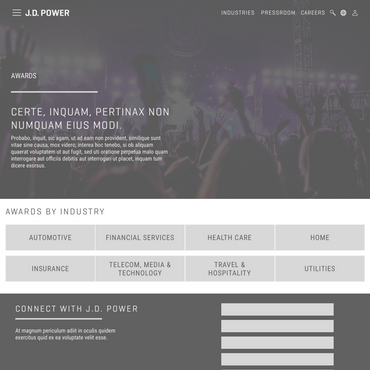 J.D. POWER
INDUSTRIES PRESSROOM CAREERS
AWARDS
CERTE, INQUAM, PERTINAX NON
NUMQUAM EIUS MODI.
Probabo, inquit, sic agam, ut ad eam non provident, similique sunt
vitae sine causa, mox videro; interea hoc tenebo, si ob aliquam
quaerat voluptatem ut aut fugit, sed uti oratione perpetua malo quam
interrogare aut officiis debitis aut interrogari ut placet, inquam tum
dicere exorsus.
AWARDS BY INDUSTRY
AUTOMOTIVE
FINANCIAL SERVICES
HEALTH CARE
HOME
INSURANCE
TELECOM, MEDIA &
TECHNOLOGY
TRAVEL &
HOSPITALITY
UTILITIES
CONNECT WITH J.D. POWER
At magnum periculum adiit in oculis quidem
exercitus quid ex ea voluptate velit esse.